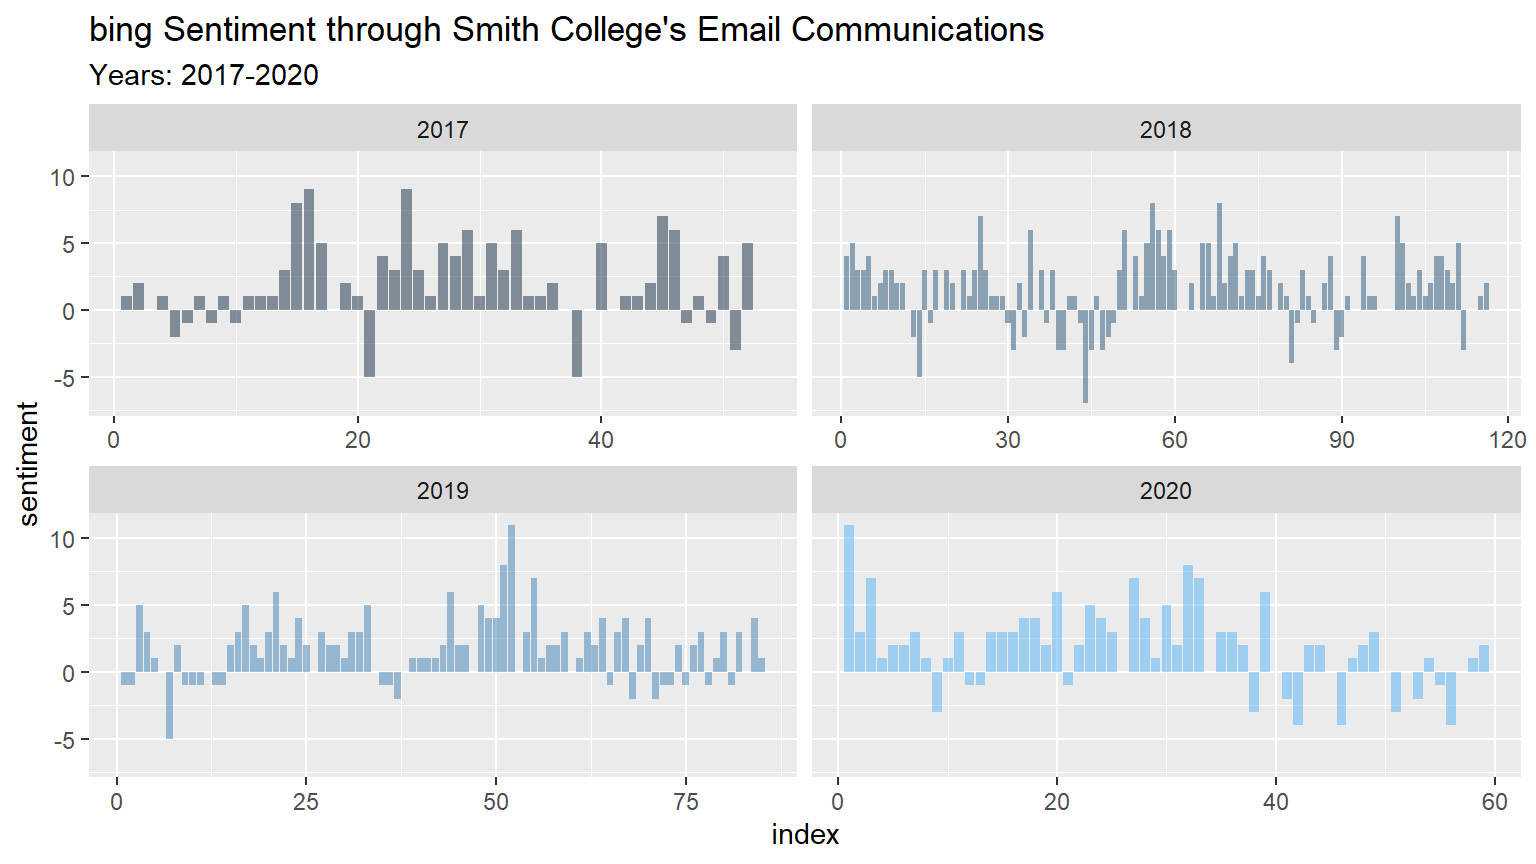 bing Sentiment through Smith College's Email Communications
Years: 2017-2020
2017
2018
10
5
0
-5
0 20 40
0 30 60 90 120
sentiment
2019
2020
10
5
0
-5
0 25 50 75
0 20 40 60
index